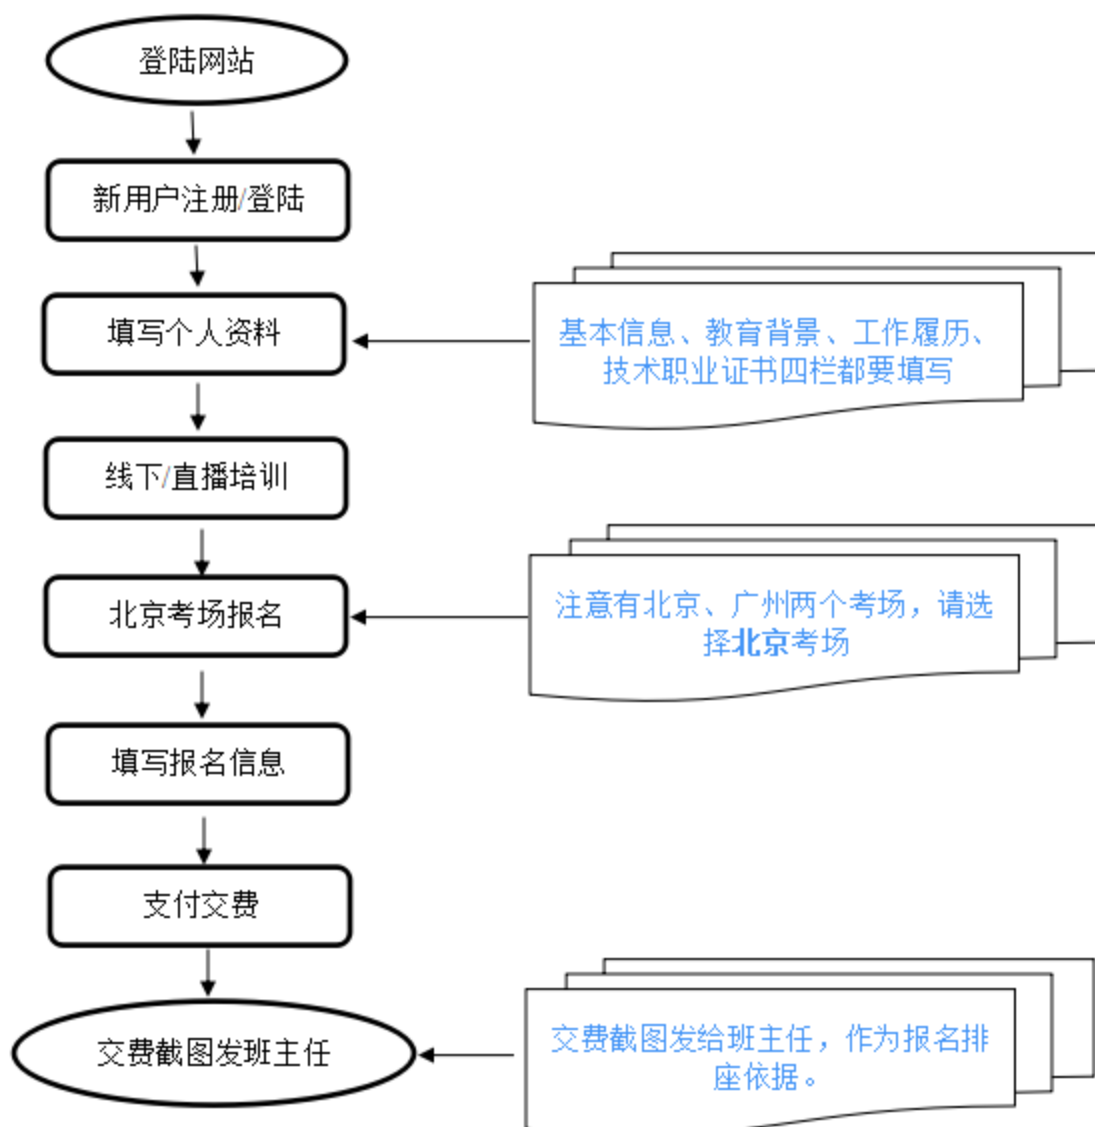 登陆网站
新用户注册/登陆
填写个人资料
基本信息、教育背景、工作履历、
技术职业证书四栏都要填写
线下/直播培训
北京考场报名
注意有北京、广州两个考场，请选
择北京考场
填写报名信息
支付交费
交费截图发班主任
交费截图发给班主任，作为报名排
座依据。